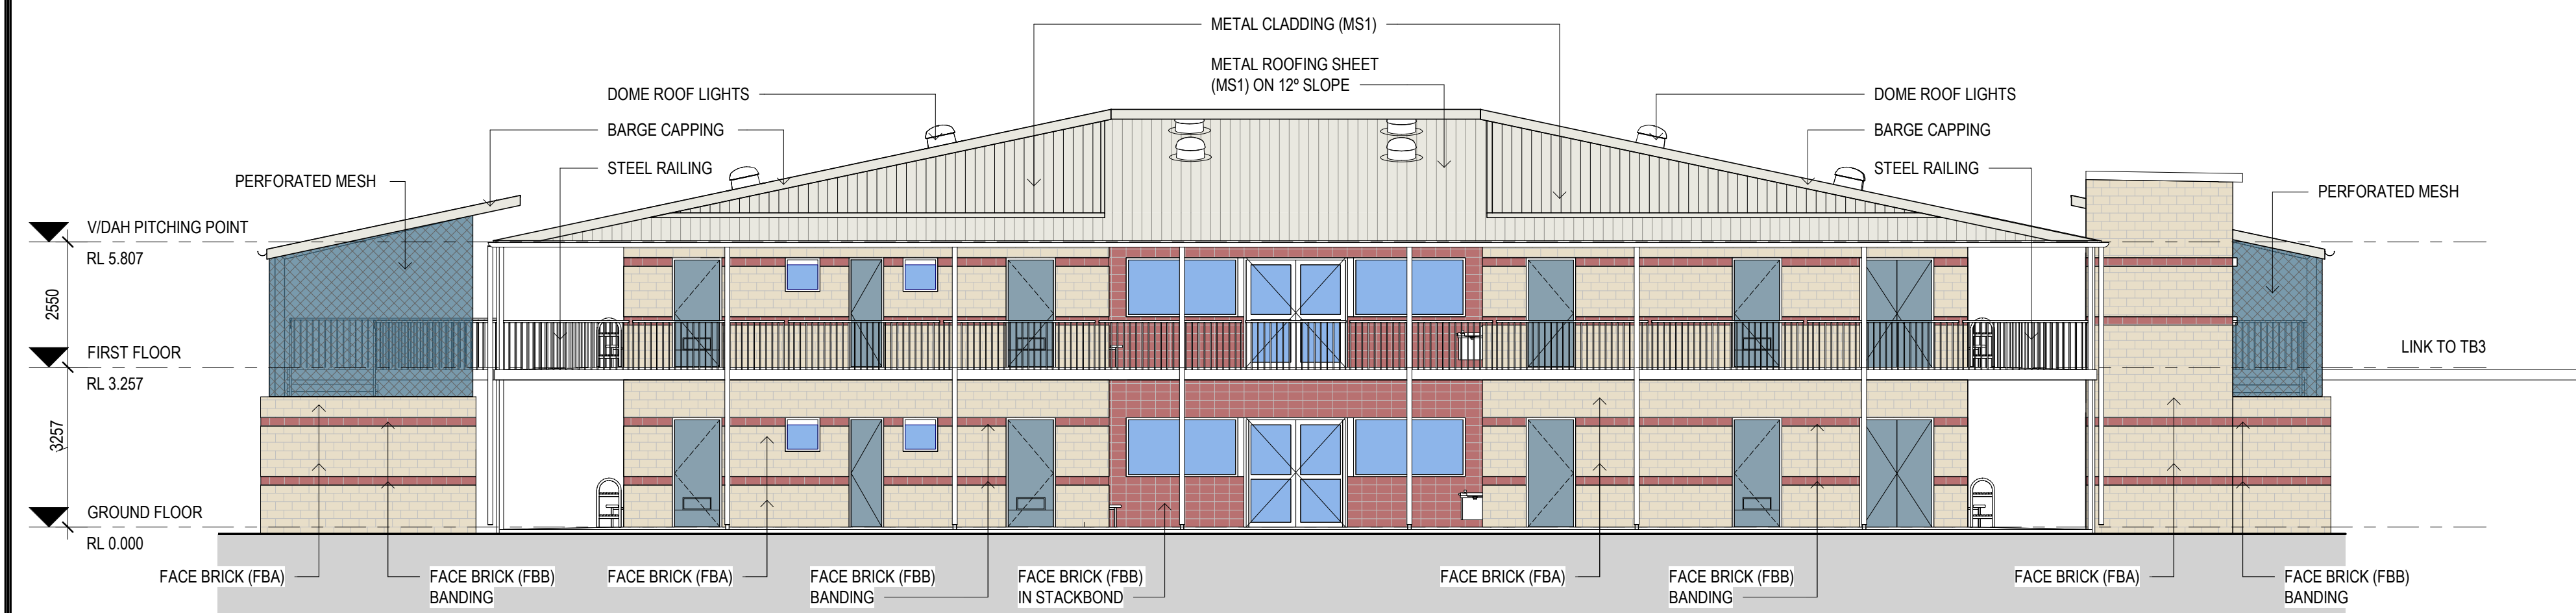 METAL CLADDING (MS1)
METAL ROOFING SHEET
(MS1) ON 12º SLOPE
DOME ROOF LIGHTS
DOME ROOF LIGHTS
BARGE CAPPING
BARGE CAPPING
STEEL RAILING
STEEL RAILING
PERFORATED MESH
PERFORATED MESH
V/DAH PITCHING POINT
RL 5.807
2550
FIRST FLOOR
RL 3.257
LINK TO TB3
3257
GROUND FLOOR
RL 0.000
FACE BRICK (FBA)
FACE BRICK (FBB)
BANDING
FACE BRICK (FBA)
FACE BRICK (FBB)
BANDING
FACE BRICK (FBB)
IN STACKBOND
FACE BRICK (FBA)
FACE BRICK (FBB)
BANDING
FACE BRICK (FBA)
FACE BRICK (FBB)
BANDING